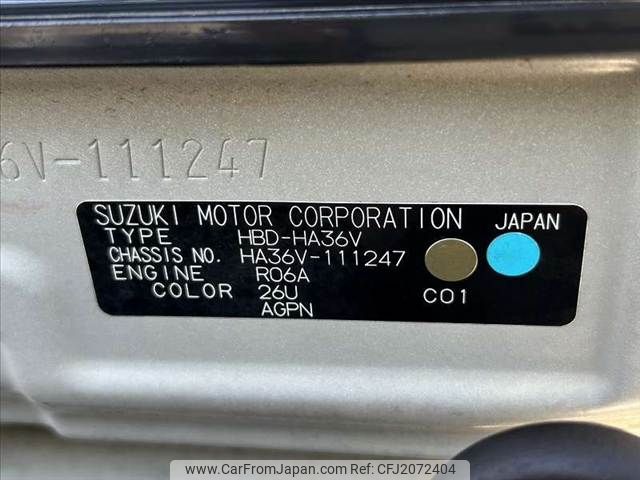 6V-111247
SUZUKI MOTOR CORPORATION JAPAN
TYPE HBD-HA36V
CHASSIS NO. HA36V-111247
ENGINE R06A
COLOR 26U C01
AGPN
www.CarFromJapan.com Ref:CFJ2072404